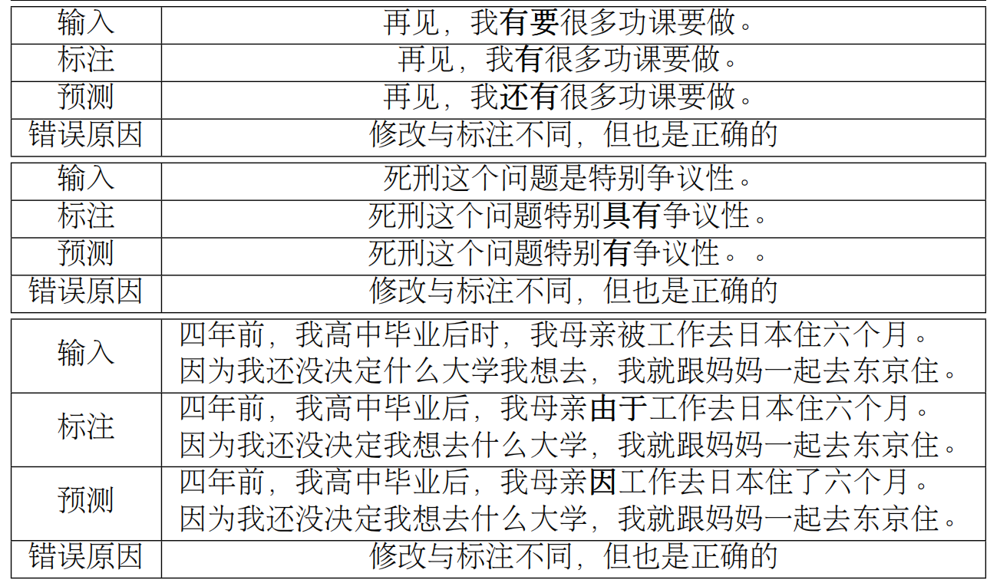 输入 再见，我有要很多功课要做。
标注 再见，我有很多功课要做。
预测 再见，我还有很多功课要做。
错误原因 修改与标注不同，但也是正确的
输入 死刑这个问题是特别争议性。
标注 死刑这个问题特别具有争议性。
预测 死刑这个问题特别有争议性。。
错误原因 修改与标注不同，但也是正确的
输入 四年前，我高中毕业后时，我母亲被工作去日本住六个月。
因为我还没决定什么大学我想去，我就跟妈妈一起去东京住。
标注 四年前，我高中毕业后，我母亲由于工作去日本住六个月。
因为我还没决定我想去什么大学，我就跟妈妈一起去东京住。
预测 四年前，我高中毕业后，我母亲因工作去日本住了六个月。
因为我还没决定我想去什么大学，我就跟妈妈一起去东京住。
错误原因 修改与标注不同，但也是正确的